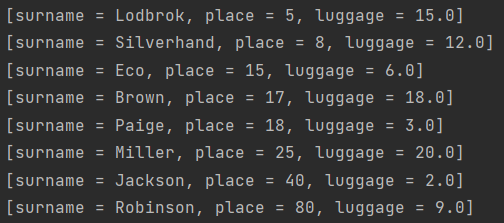 [surname = Lodbrok, place = 5, luggage = 15.0]
[surname = Silverhand, place = 8, luggage = 12.0]
[surname = Eco, place = 15, luggage = 6.0]
[surname = Brown, place = 17, luggage = 18.0]
[surname = Paige, place = 18, luggage = 3.0]
[surname = Miller, place = 25, luggage = 20.0]
[surname = Jackson, place = 40, luggage = 2.0]
[surname = Robinson, place = 80, luggage = 9.0]